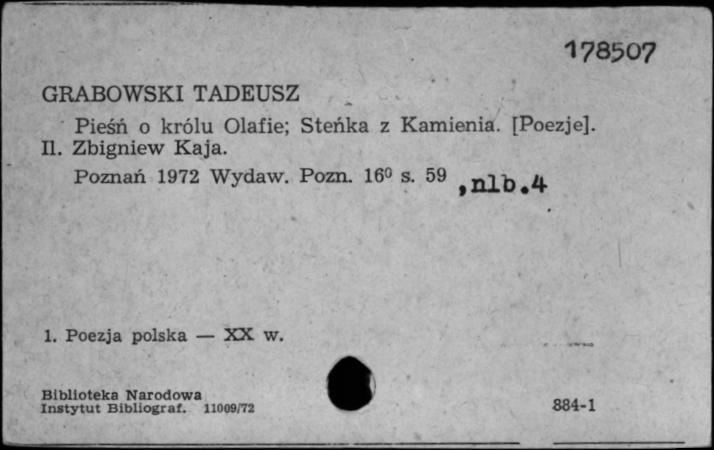 178507
GRABOWSKI TADEUSZ
Pieśń o królu Olafie; Steńka z Kamienia. [Poezje].
Il. Zbigniew Kaja.
Poznań 1972 Wydaw. Pozn. 16⁰ s. 59 , nlb. 4
1. Poezja polska — XX w.
Biblioteka Narodowa
Instytut Bibliograf. 11009/72
884-1